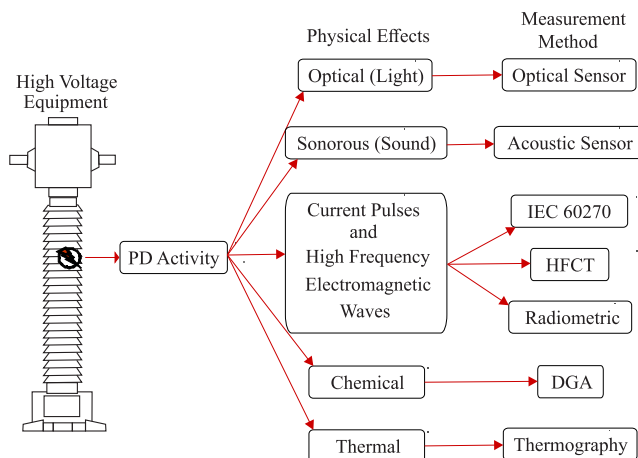 Physical Effects
Measurement
Method
High Voltage
Equipment
Optical (Light)
Optical Sensor
Sonorous (Sound)
Acoustic Sensor
PD Activity
Current Pulses
and
High Frequency
Electromagnetic
Waves
IEC 60270
HFCT
Radiometric
Chemical
DGA
Thermal
Thermography